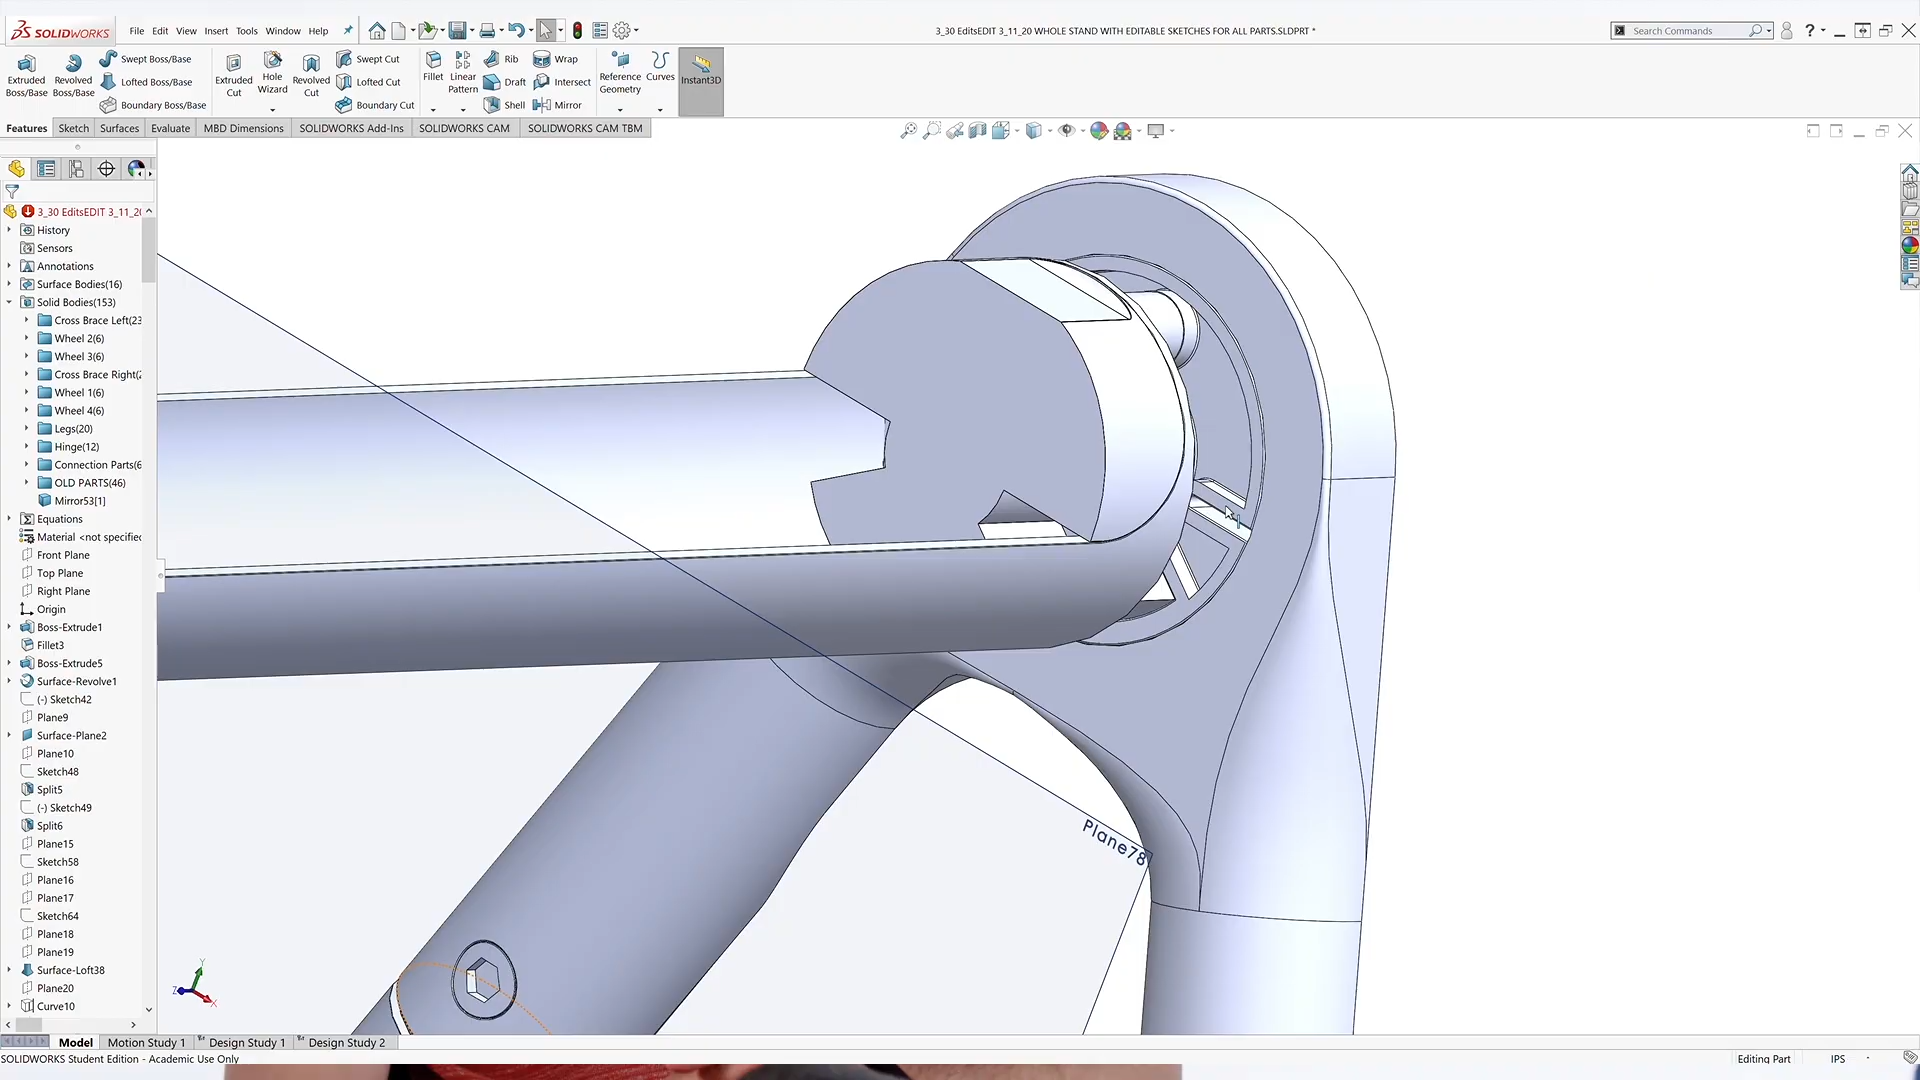 SOLIDWORKS
File Edit View Insert Tools Window Help
3_30 EditsEDIT 3_11_20 WHOLE STAND WITH EDITABLE SKETCHES FOR ALL PARTS.SLDPRT *
Search Commands
Extruded Boss/Base
Revolved Boss/Base
Swept Boss/Base
Lofted Boss/Base
Boundary Boss/Base
Extruded Cut
Hole Wizard
Revolved Cut
Swept Cut
Lofted Cut
Boundary Cut
Fillet
Linear Pattern
Rib
Draft
Shell
Wrap
Intersect
Mirror
Reference Geometry
Curves
Instant3D
Features Sketch Surfaces Evaluate MBD Dimensions SOLIDWORKS Add-Ins SOLIDWORKS CAM SOLIDWORKS CAM TBM
3_30 EditsEDIT 3_11_20
History
Sensors
Annotations
Surface Bodies(16)
Solid Bodies(153)
Cross Brace Left(23
Wheel 2(6)
Wheel 3(6)
Cross Brace Right(2
Wheel 1(6)
Wheel 4(6)
Legs(20)
Hinge(12)
Connection Parts(6
OLD PARTS(46)
Mirror53[1]
Equations
Material <not specified
Front Plane
Top Plane
Right Plane
Origin
Boss-Extrude1
Fillet3
Boss-Extrude5
Surface-Revolve1
(-) Sketch42
Plane9
Surface-Plane2
Plane10
Sketch48
Split5
(-) Sketch49
Split6
Plane15
Sketch58
Plane16
Plane17
Sketch64
Plane18
Plane19
Surface-Loft38
Plane20
Curve10
Plane78
Y
Z
X
Model Motion Study 1 Design Study 1 Design Study 2
SOLIDWORKS Student Edition - Academic Use Only
Editing Part
IPS